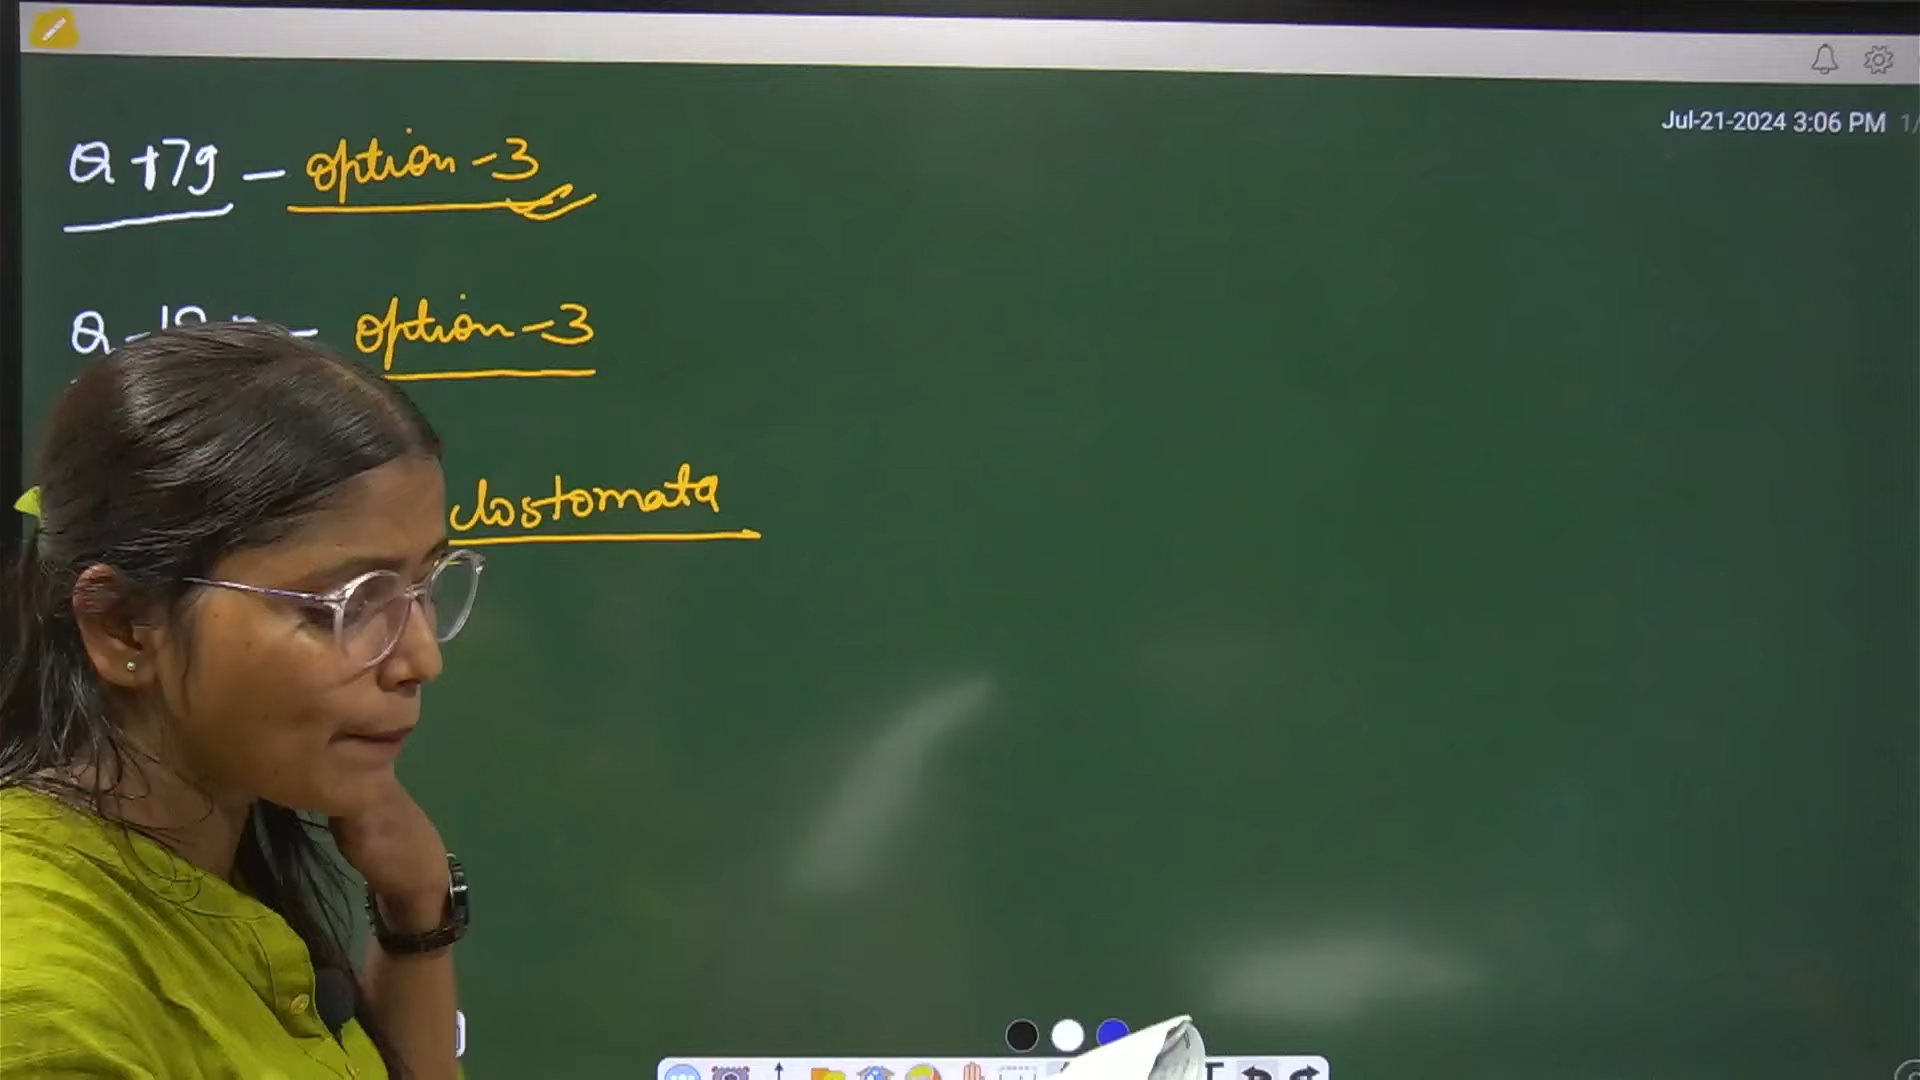 Jul-21-2024 3:06 PM
Q 179 - option - 3
Q - option - 3
clostomata